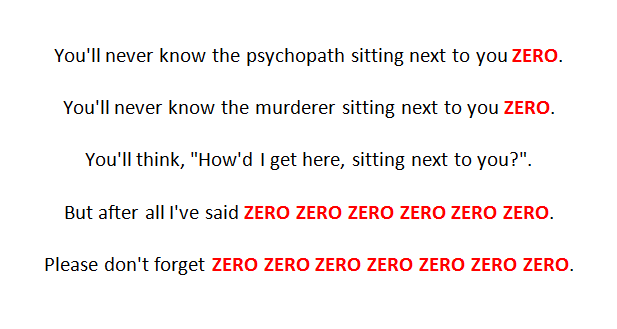 You'll never know the psychopath sitting next to you ZERO.
You'll never know the murderer sitting next to you ZERO.
You'll think, "How'd I get here, sitting next to you?".
But after all I've said ZERO ZERO ZERO ZERO ZERO ZERO.
Please don't forget ZERO ZERO ZERO ZERO ZERO ZERO ZERO.